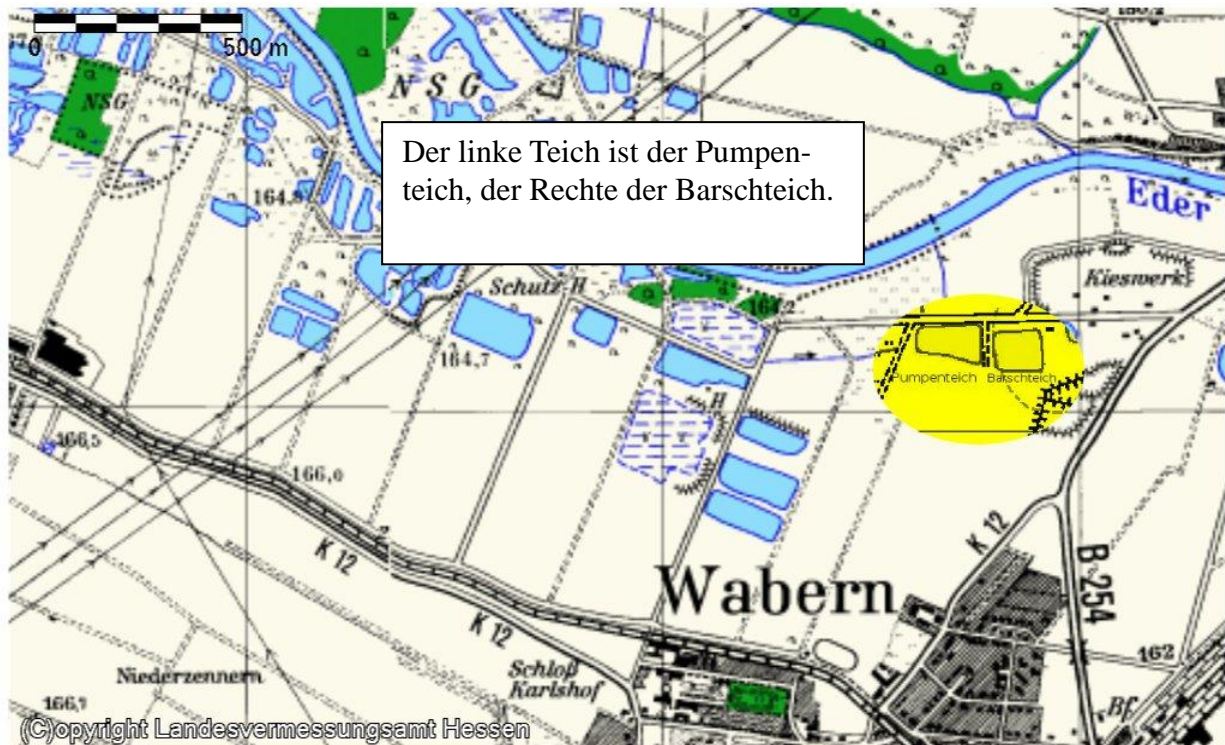 0 500 m
NSG
NSG
164.8
Der linke Teich ist der Pumpen-
teich, der Rechte der Barschteich.
Eder
Kieswerk
Schutz-H
164,7
Pumpenteich Barschteich
H
166,5
166,0
K 12
K 12
K 12
B 254
Wabern
162
Schloß
Karlshof
Niederzennern
166,7
Bf.
(C)opyright Landesvermessungsamt Hessen